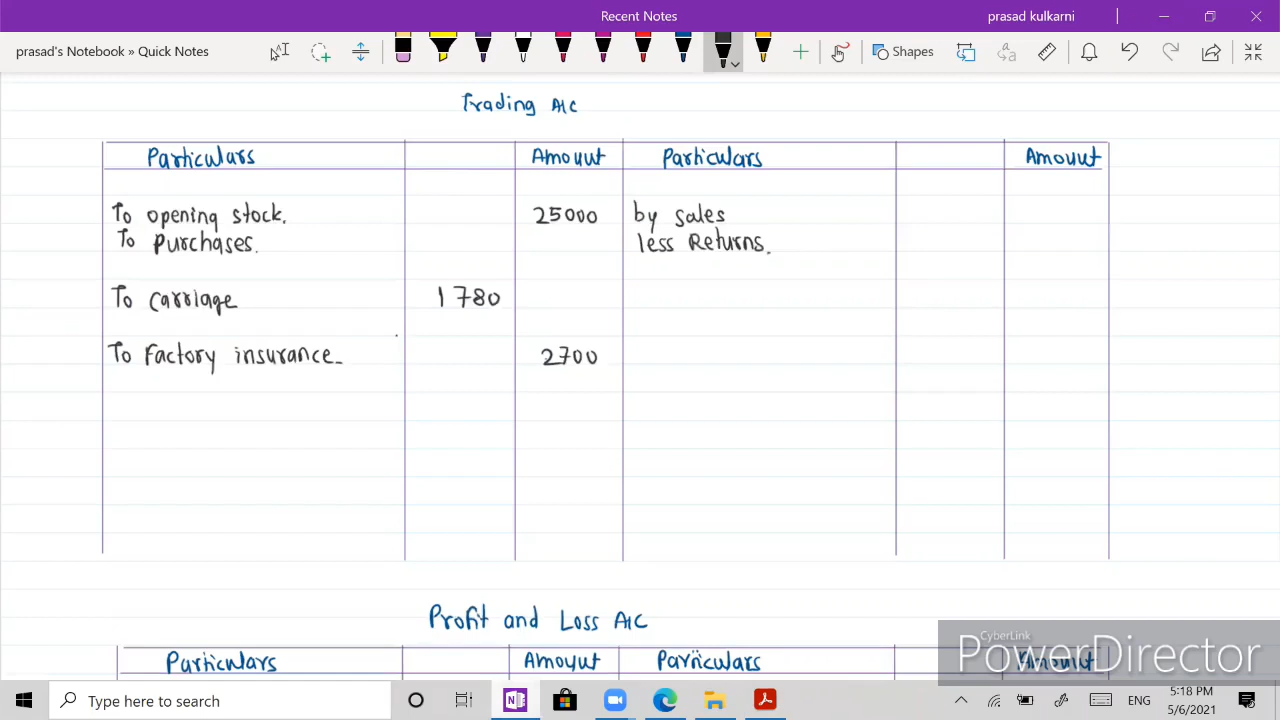 Recent Notes
prasad kulkarni
prasad's Notebook » Quick Notes
Shapes
Trading A/C
Particulars Amount Particulars Amount
To opening stock. 25000 by sales
To Purchases. less Returns.
To Carriage 1780
To Factory insurance- 2700
Profit and Loss A/C
Particulars Amount Particulars Amount
CyberLink
PowerDirector
Type here to search
ENG
5:18 PM
5/6/2021